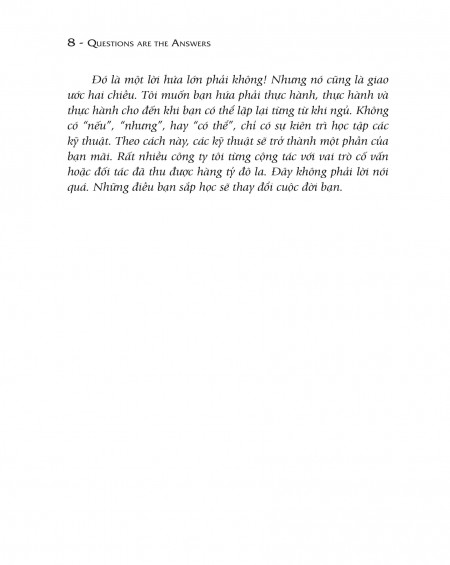 8 - QUESTIONS ARE THE ANSWERS
Đó là một lời hứa lớn phải không! Nhưng nó cũng là giao
ước hai chiều. Tôi muốn bạn hứa phải thực hành, thực hành và
thực hành cho đến khi bạn có thể lặp lại từng từ khi ngủ. Không
có “nếu”, “nhưng”, hay “có thể”, chỉ có sự kiên trì học tập các
kỹ thuật. Theo cách này, các kỹ thuật sẽ trở thành một phần của
bạn mãi. Rất nhiều công ty tôi từng cộng tác với vai trò cố vấn
hoặc đối tác đã thu được hàng tỷ đô la. Đây không phải lời nói
quá. Những điều bạn sắp học sẽ thay đổi cuộc đời bạn.